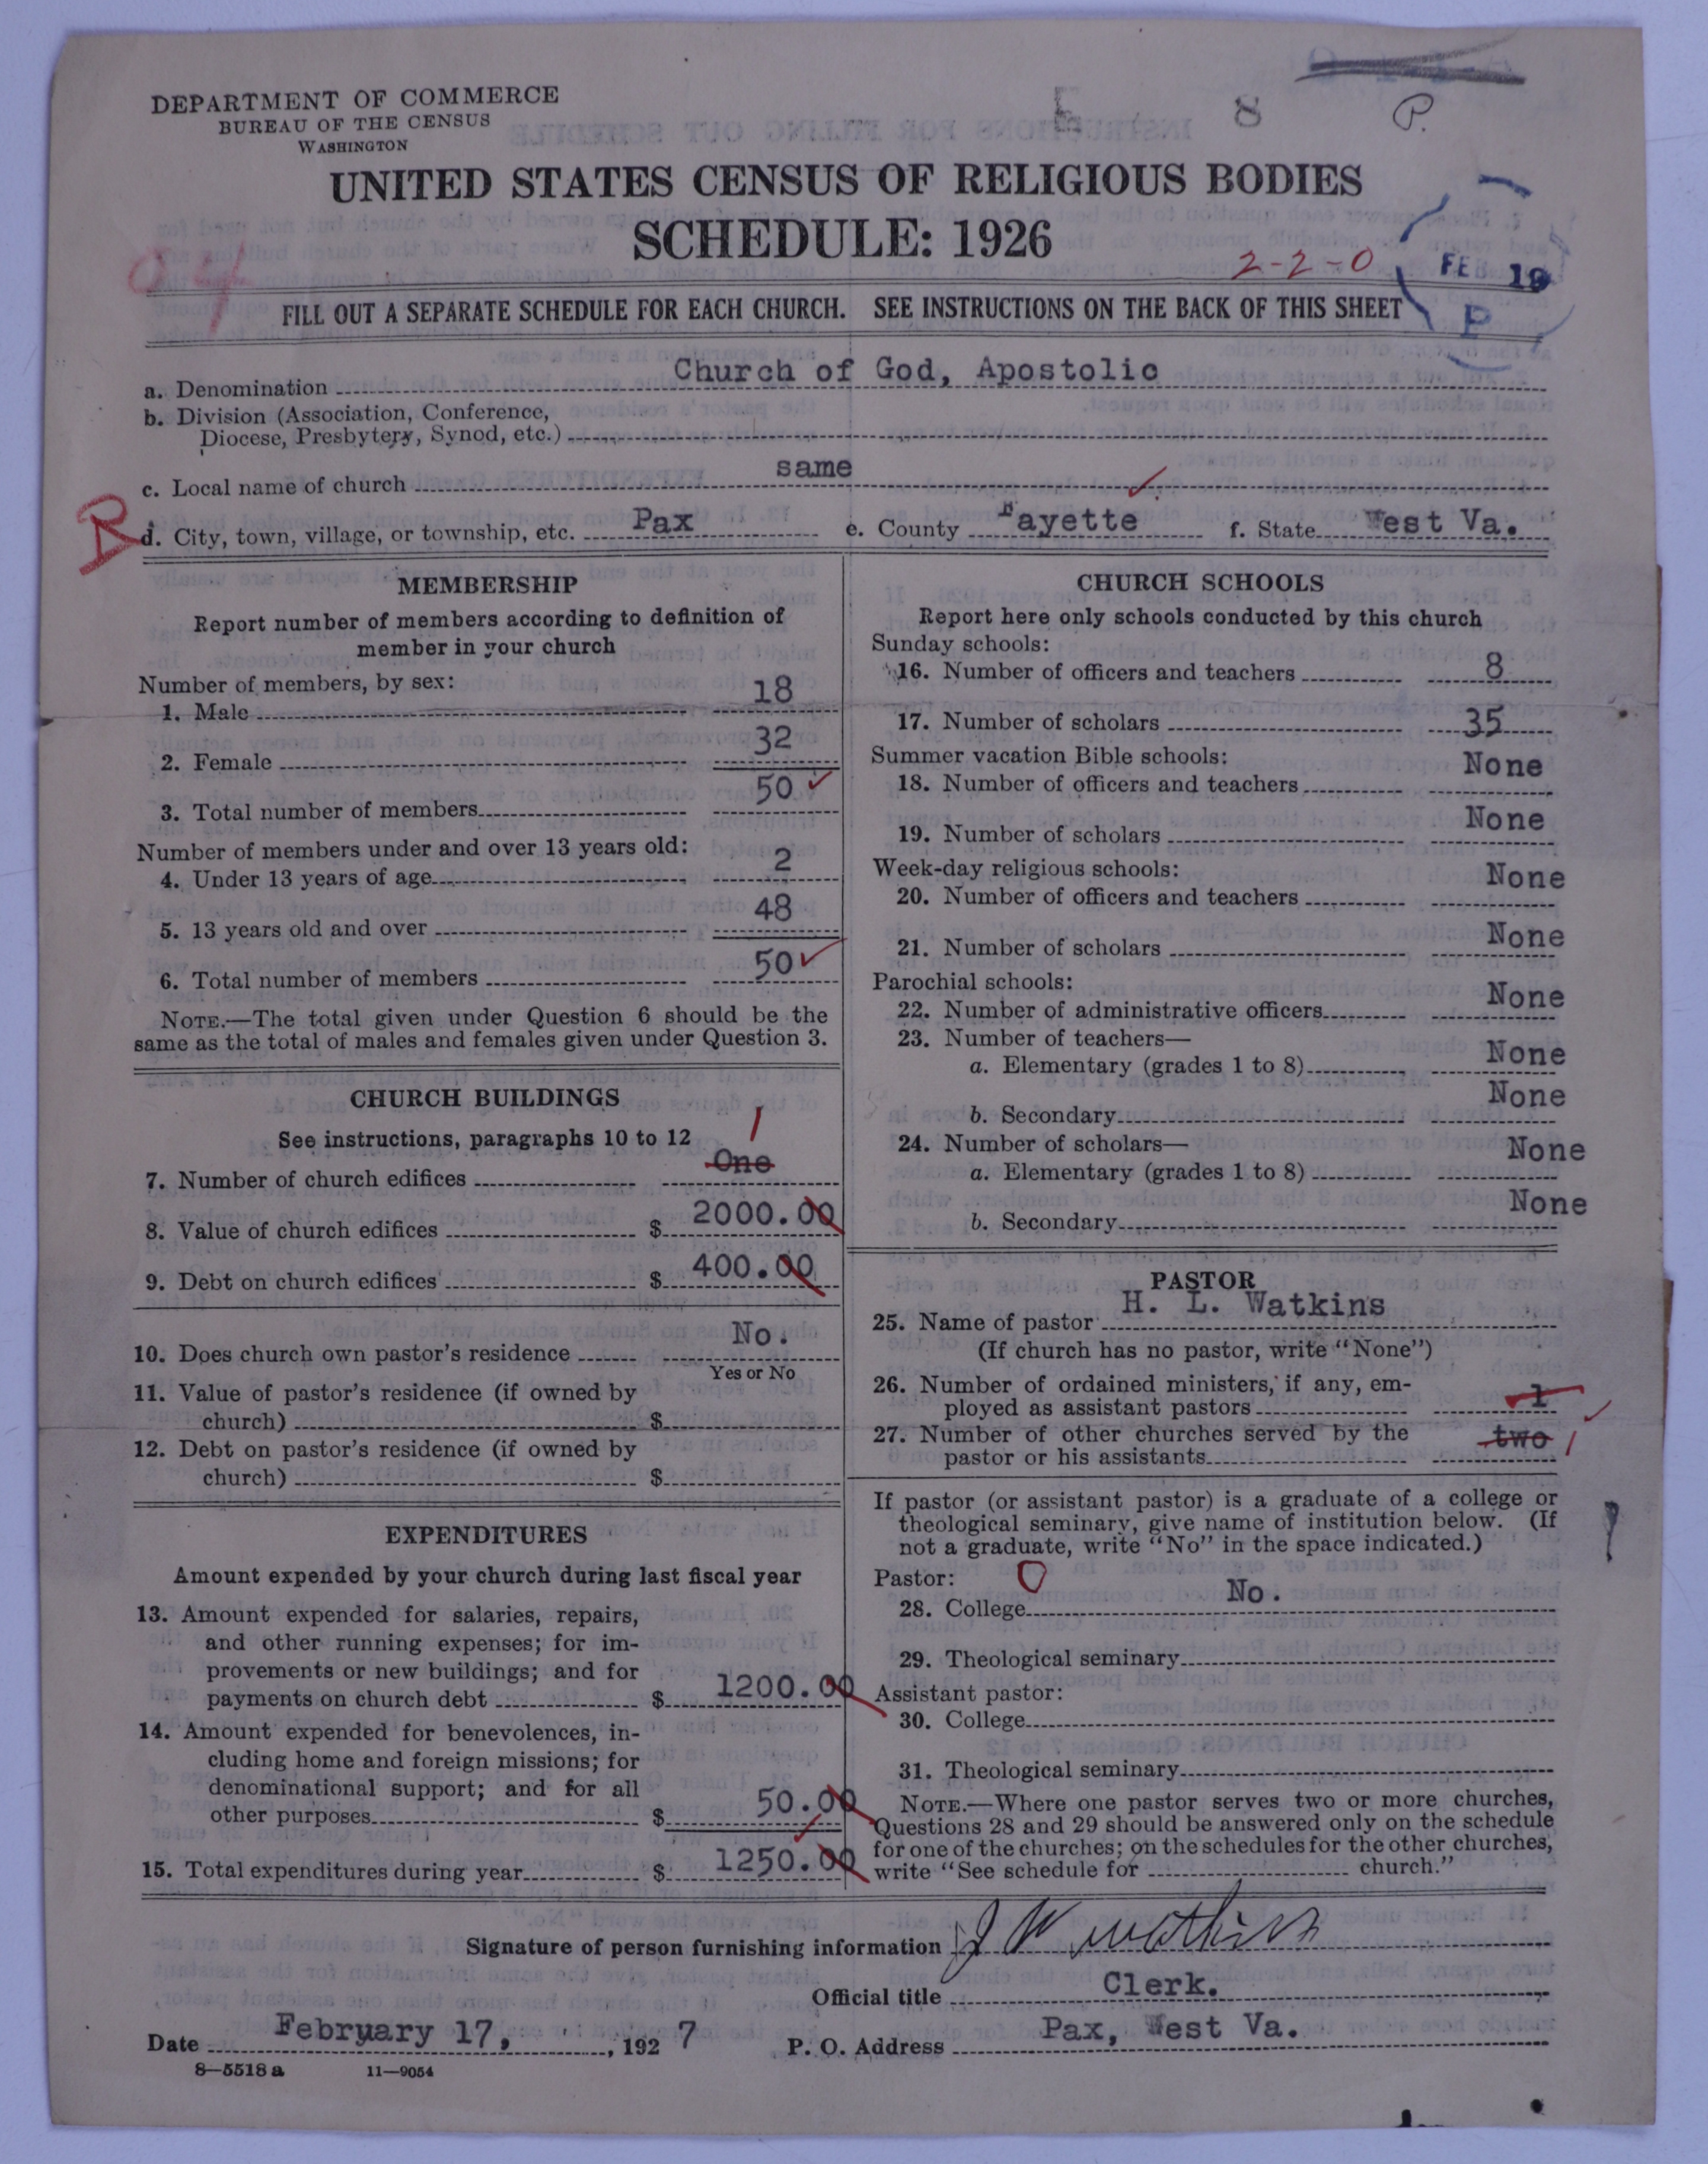 DEPARTMENT OF COMMERCE
BUREAU OF THE CENSUS
WASHINGTON
8 P.
UNITED STATES CENSUS OF RELIGIOUS BODIES
SCHEDULE: 1926
2-2-0
FEB 19
P
FILL OUT A SEPARATE SCHEDULE FOR EACH CHURCH. SEE INSTRUCTIONS ON THE BACK OF THIS SHEET
a. Denomination Church of God, Apostolic
b. Division (Association, Conference,
Diocese, Presbytery, Synod, etc.)
c. Local name of church same
R
d. City, town, village, or township, etc. Pax e. County Fayette f. State West Va.
MEMBERSHIP
Report number of members according to definition of
member in your church
Number of members, by sex:
1. Male 18
2. Female 32
3. Total number of members 50
Number of members under and over 13 years old:
4. Under 13 years of age 2
5. 13 years old and over 48
6. Total number of members 50
NOTE.—The total given under Question 6 should be the
same as the total of males and females given under Question 3.
CHURCH BUILDINGS
See instructions, paragraphs 10 to 12
1
7. Number of church edifices One
8. Value of church edifices $ 2000.00
9. Debt on church edifices $ 400.00
10. Does church own pastor's residence No.
Yes or No
11. Value of pastor's residence (if owned by
church) $
12. Debt on pastor's residence (if owned by
church) $
EXPENDITURES
Amount expended by your church during last fiscal year
13. Amount expended for salaries, repairs,
and other running expenses; for im-
provements or new buildings; and for
payments on church debt $ 1200.00
14. Amount expended for benevolences, in-
cluding home and foreign missions; for
denominational support; and for all
other purposes $ 50.00
15. Total expenditures during year $ 1250.00
CHURCH SCHOOLS
Report here only schools conducted by this church
Sunday schools:
16. Number of officers and teachers 8
17. Number of scholars 35
Summer vacation Bible schools:
18. Number of officers and teachers None
19. Number of scholars None
Week-day religious schools:
20. Number of officers and teachers None
21. Number of scholars None
Parochial schools:
22. Number of administrative officers None
23. Number of teachers—
a. Elementary (grades 1 to 8) None
b. Secondary None
24. Number of scholars—
a. Elementary (grades 1 to 8) None
b. Secondary None
PASTOR
25. Name of pastor H. L. Watkins
(If church has no pastor, write "None")
26. Number of ordained ministers, if any, em-
ployed as assistant pastors 1
27. Number of other churches served by the
pastor or his assistants two 1
If pastor (or assistant pastor) is a graduate of a college or
theological seminary, give name of institution below. (If
not a graduate, write "No" in the space indicated.)
Pastor: 0
28. College No.
29. Theological seminary
Assistant pastor:
30. College
31. Theological seminary
NOTE.—Where one pastor serves two or more churches,
Questions 28 and 29 should be answered only on the schedule
for one of the churches; on the schedules for the other churches,
write "See schedule for church."
Signature of person furnishing information J W Watkins
Official title Clerk.
Date February 17, , 192 7 P. O. Address Pax, West Va.
8—5518 a 11—9054